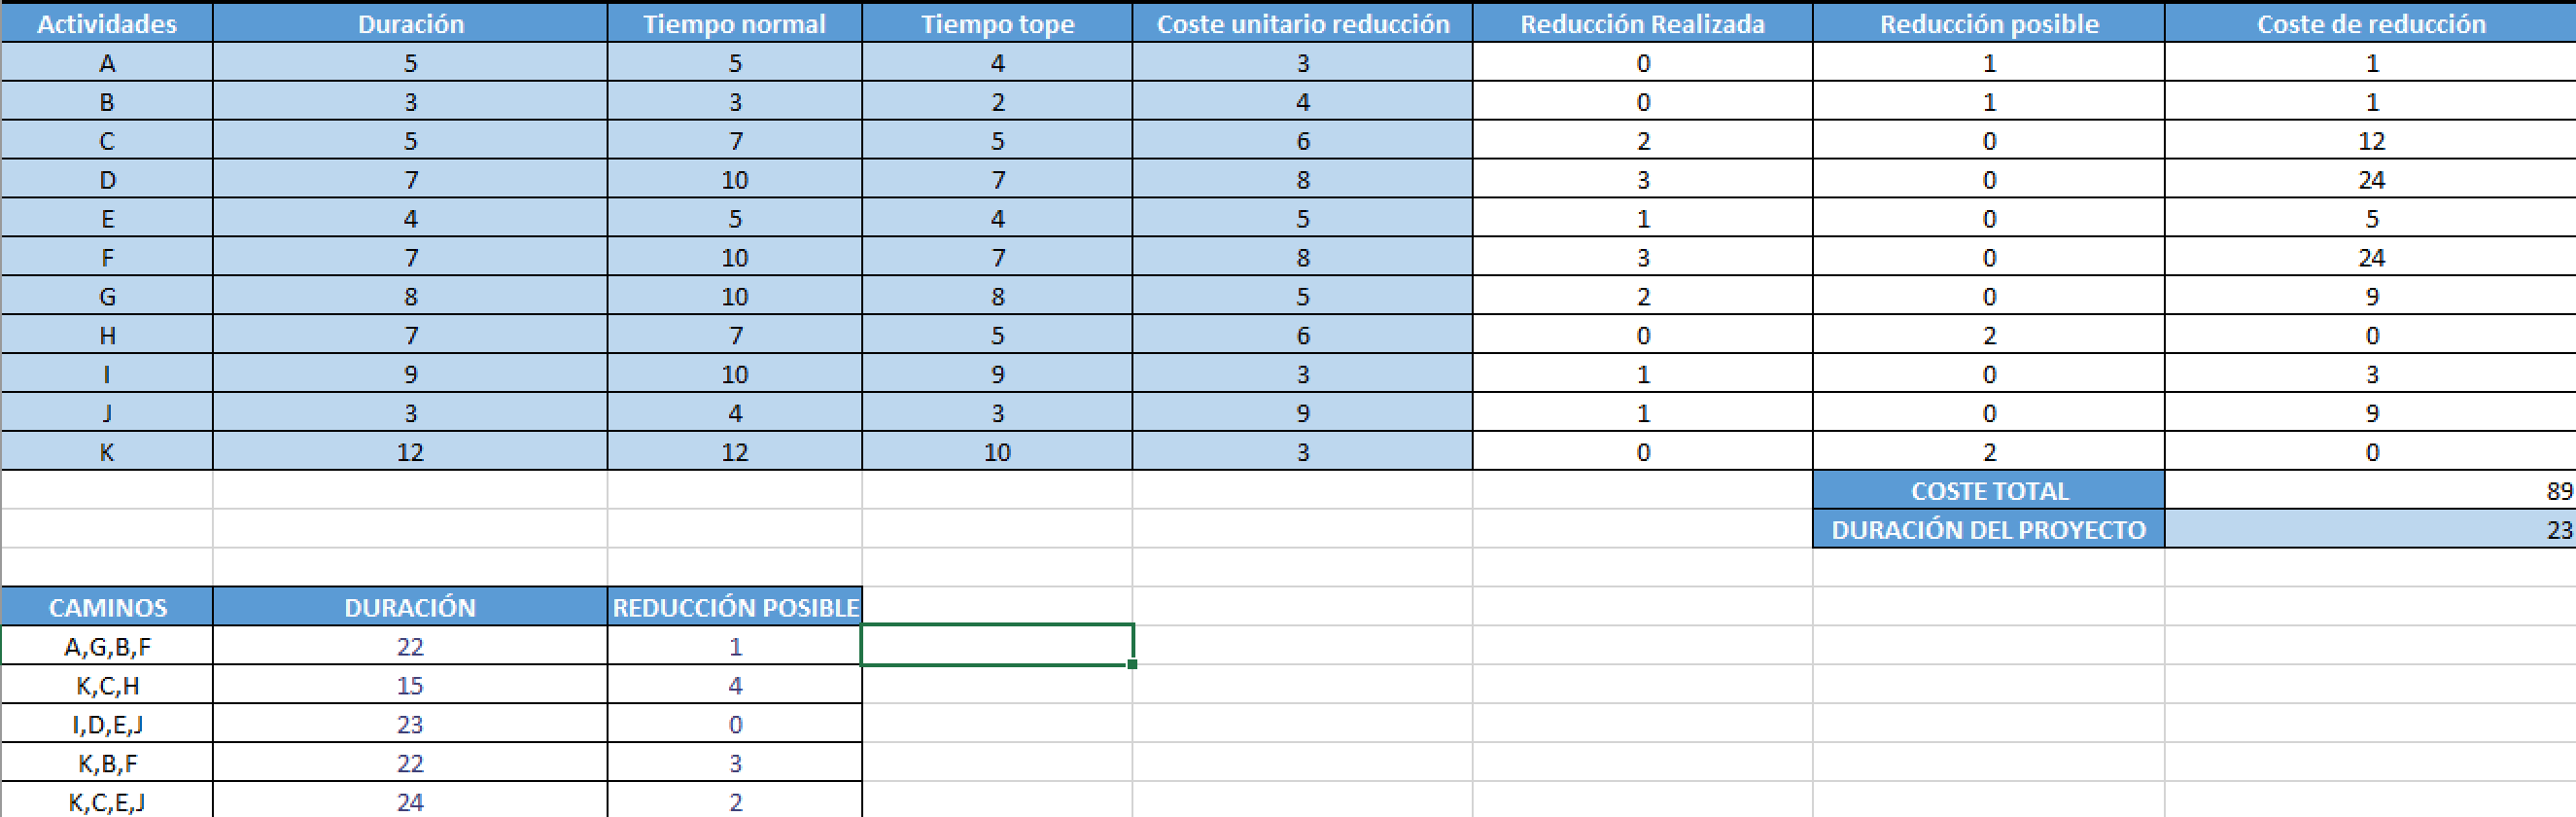 Actividades Duración Tiempo normal Tiempo tope Coste unitario reducción Reducción Realizada Reducción posible Coste de reducción
A 5 5 4 3 0 1 1
B 3 3 2 4 0 1 1
C 5 7 5 6 2 0 12
D 7 10 7 8 3 0 24
E 4 5 4 5 1 0 5
F 7 10 7 8 3 0 24
G 8 10 8 5 2 0 9
H 7 7 5 6 0 2 0
I 9 10 9 3 1 0 3
J 3 4 3 9 1 0 9
K 12 12 10 3 0 2 0
COSTE TOTAL 89
DURACIÓN DEL PROYECTO 23
CAMINOS DURACIÓN REDUCCIÓN POSIBLE
A,G,B,F 22 1
K,C,H 15 4
I,D,E,J 23 0
K,B,F 22 3
K,C,E,J 24 2